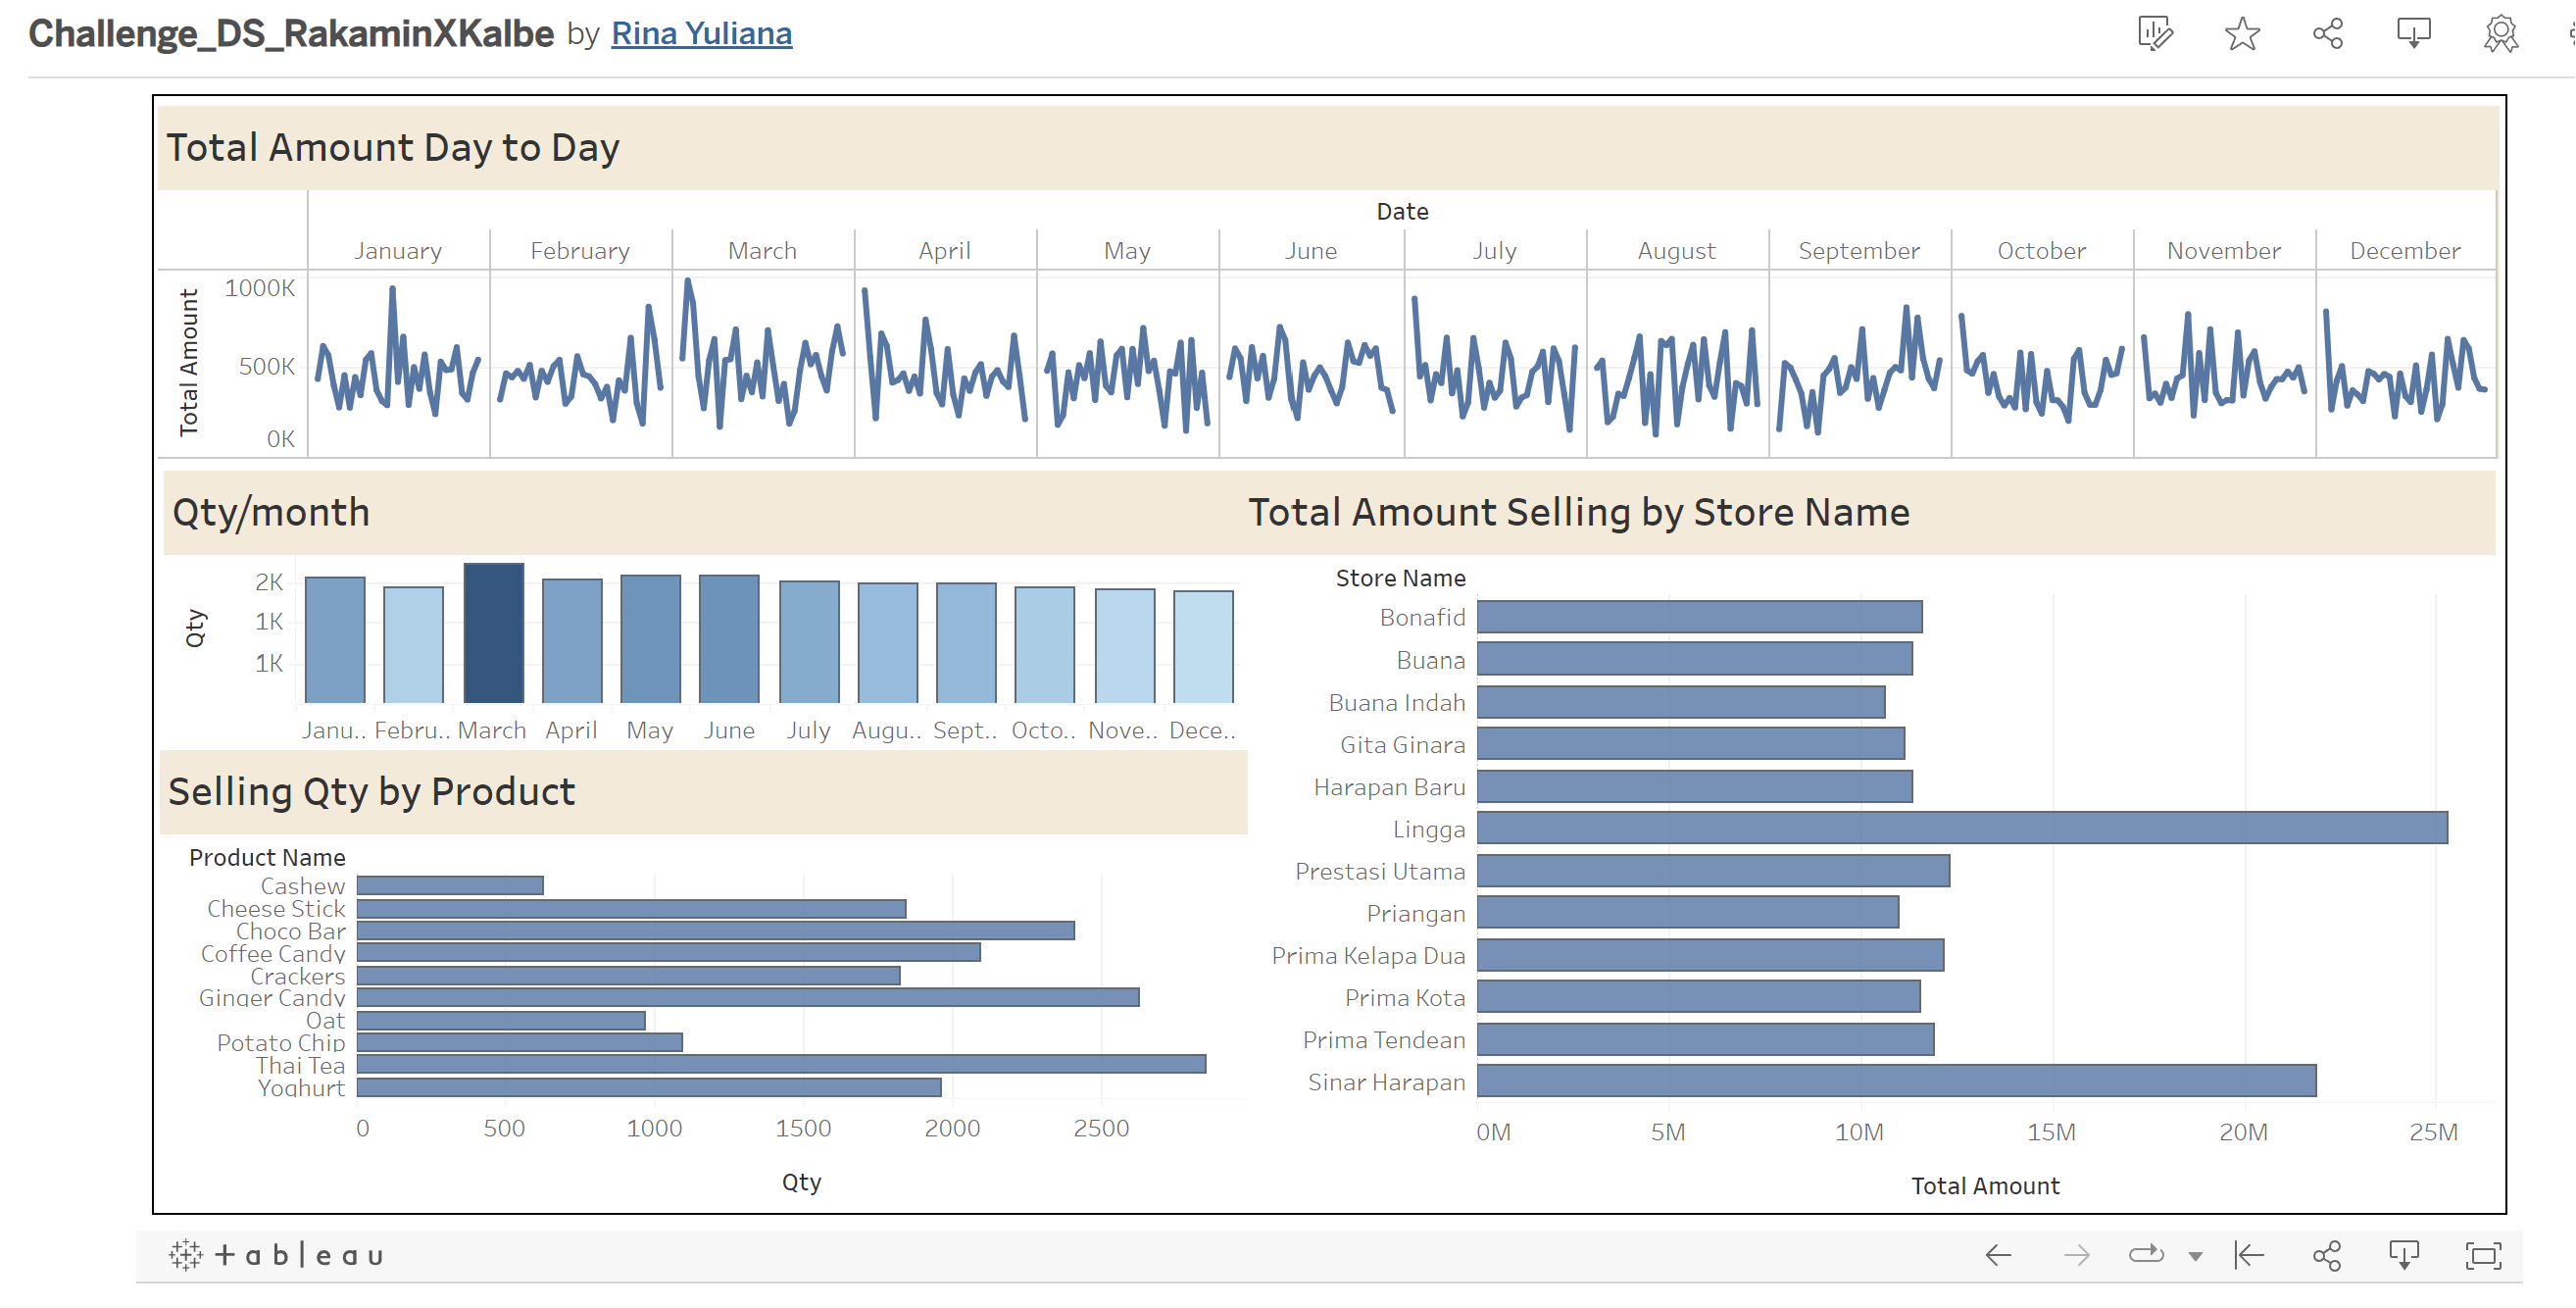 Challenge_DS_RakaminXKalbe by Rina Yuliana
Total Amount Day to Day
Date
January February March April May June July August September October November December
Total Amount
1000K
500K
0K
Qty/month
Qty
2K
1K
1K
Janu.. Febru.. March April May June July Augu.. Sept.. Octo.. Nove.. Dece..
Selling Qty by Product
Product Name
Cashew
Cheese Stick
Choco Bar
Coffee Candy
Crackers
Ginger Candy
Oat
Potato Chip
Thai Tea
Yoghurt
0 500 1000 1500 2000 2500
Qty
Total Amount Selling by Store Name
Store Name
Bonafid
Buana
Buana Indah
Gita Ginara
Harapan Baru
Lingga
Prestasi Utama
Priangan
Prima Kelapa Dua
Prima Kota
Prima Tendean
Sinar Harapan
0M 5M 10M 15M 20M 25M
Total Amount
+ableau